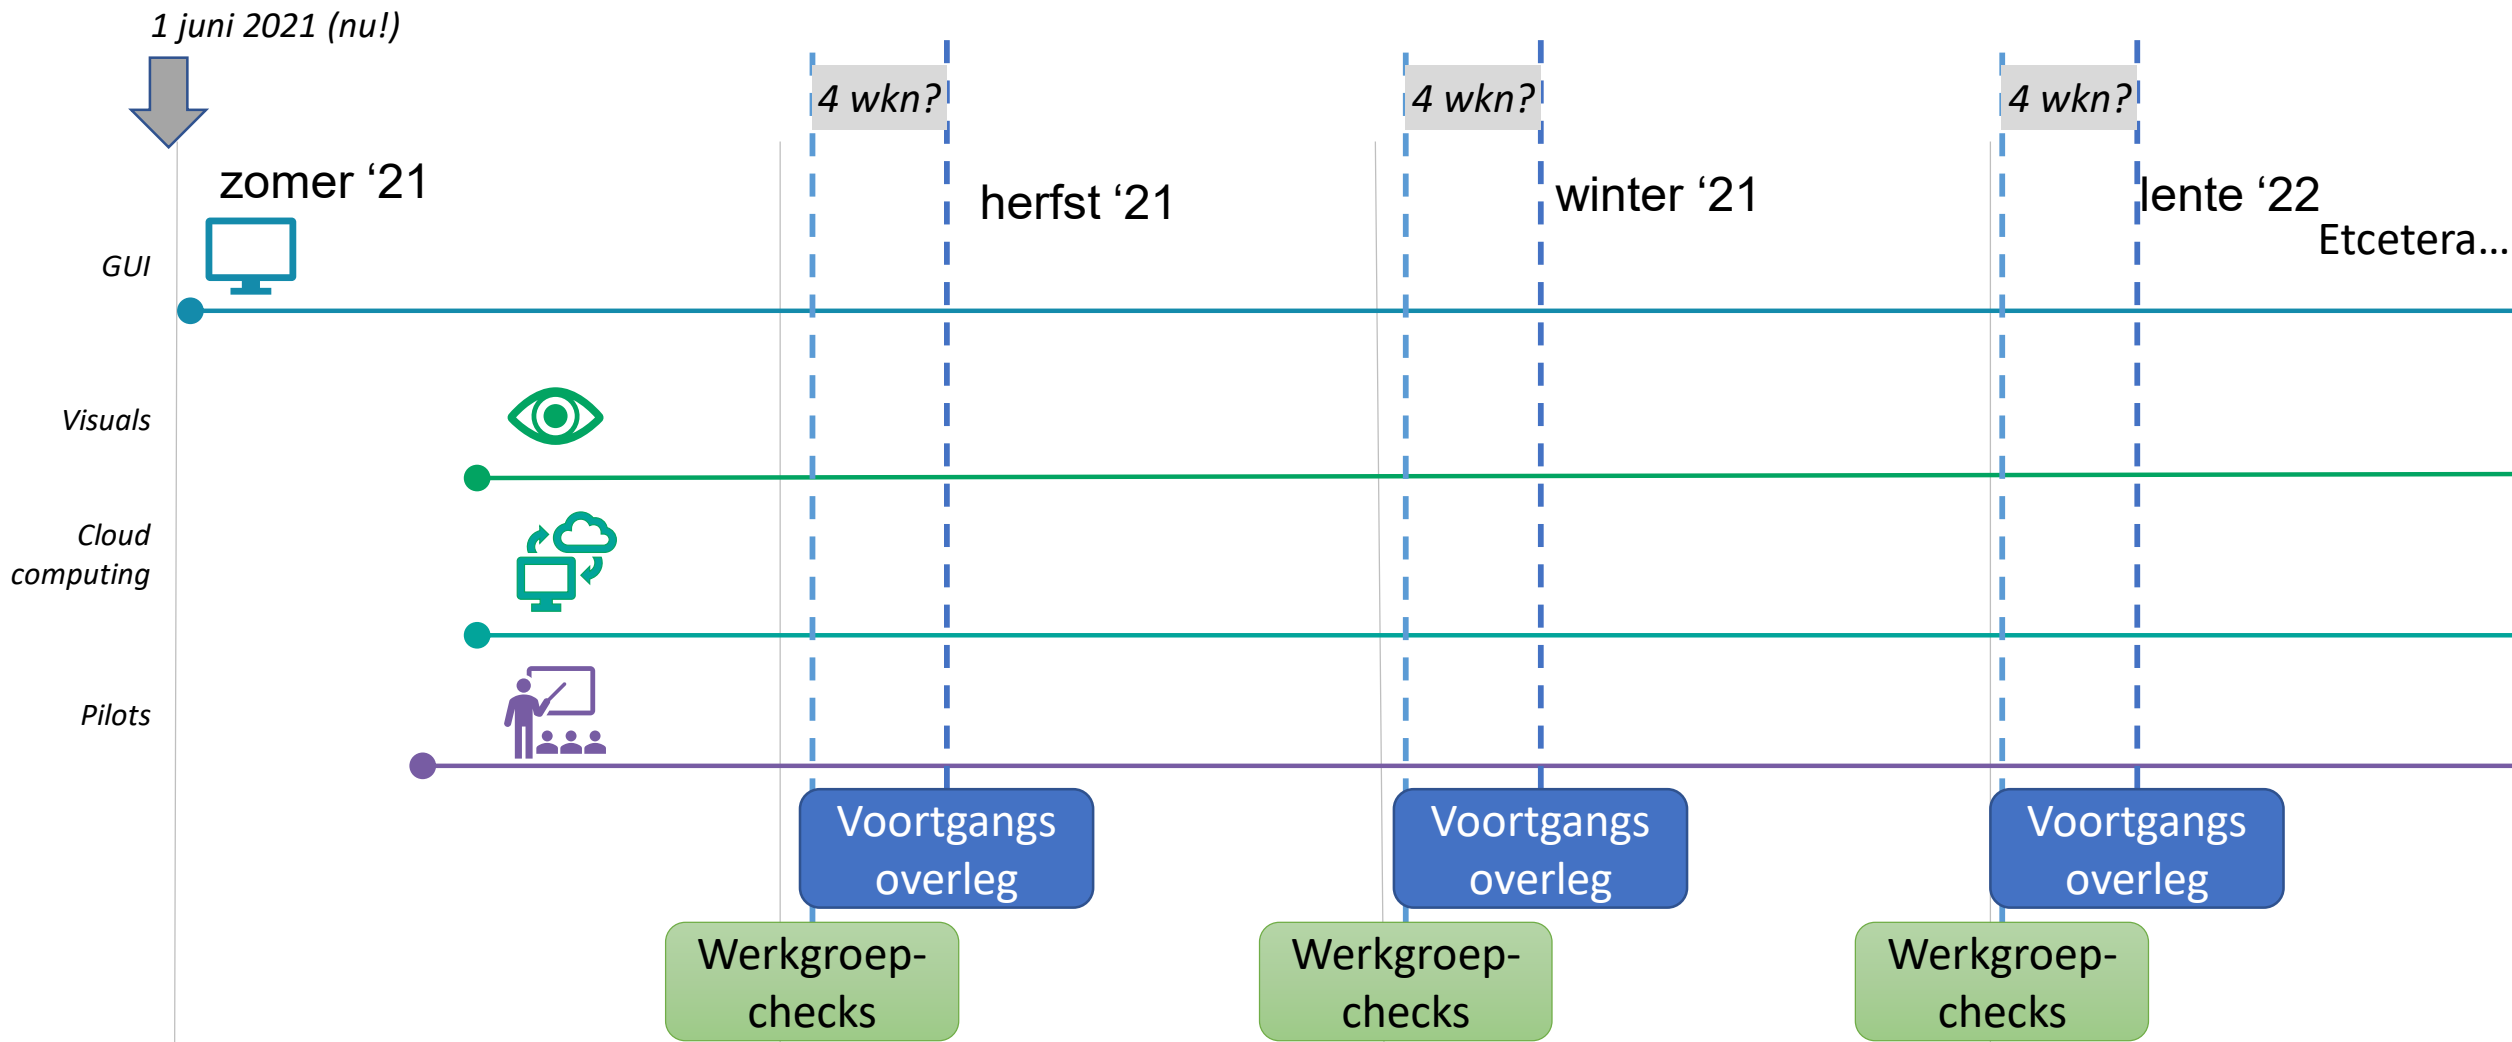 1 juni 2021 (nu!)
4 wkn?
4 wkn?
4 wkn?
zomer ‘21
herfst ‘21
winter ‘21
lente ‘22
Etcetera...
GUI
Visuals
Cloud
computing
Pilots
Voortgangs
overleg
Voortgangs
overleg
Voortgangs
overleg
Werkgroep-
checks
Werkgroep-
checks
Werkgroep-
checks